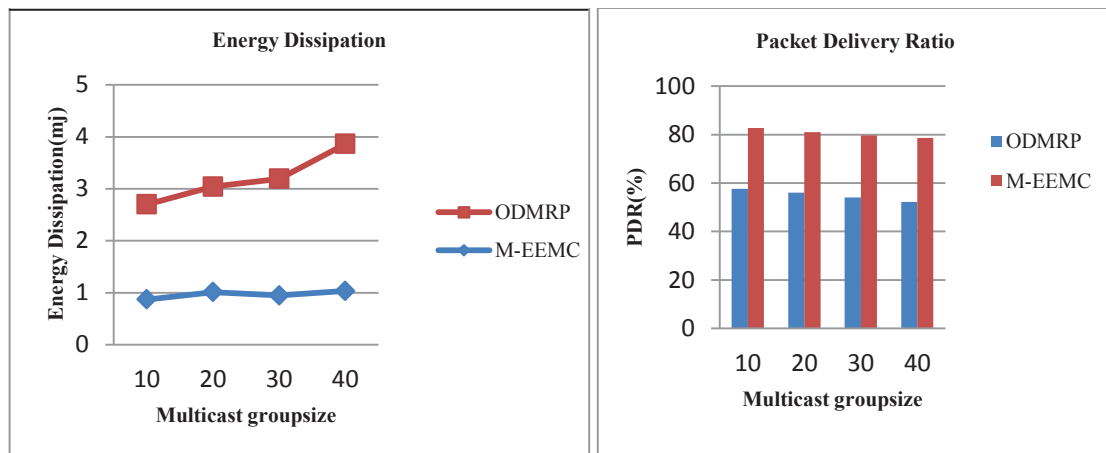 Energy Dissipation
Energy Dissipation(mj)
5
4
3
2
1
0
10 20 30 40
Multicast groupsize
ODMRP
M-EEMC
Packet Delivery Ratio
PDR(%)
100
80
60
40
20
0
10 20 30 40
Multicast groupsize
ODMRP
M-EEMC